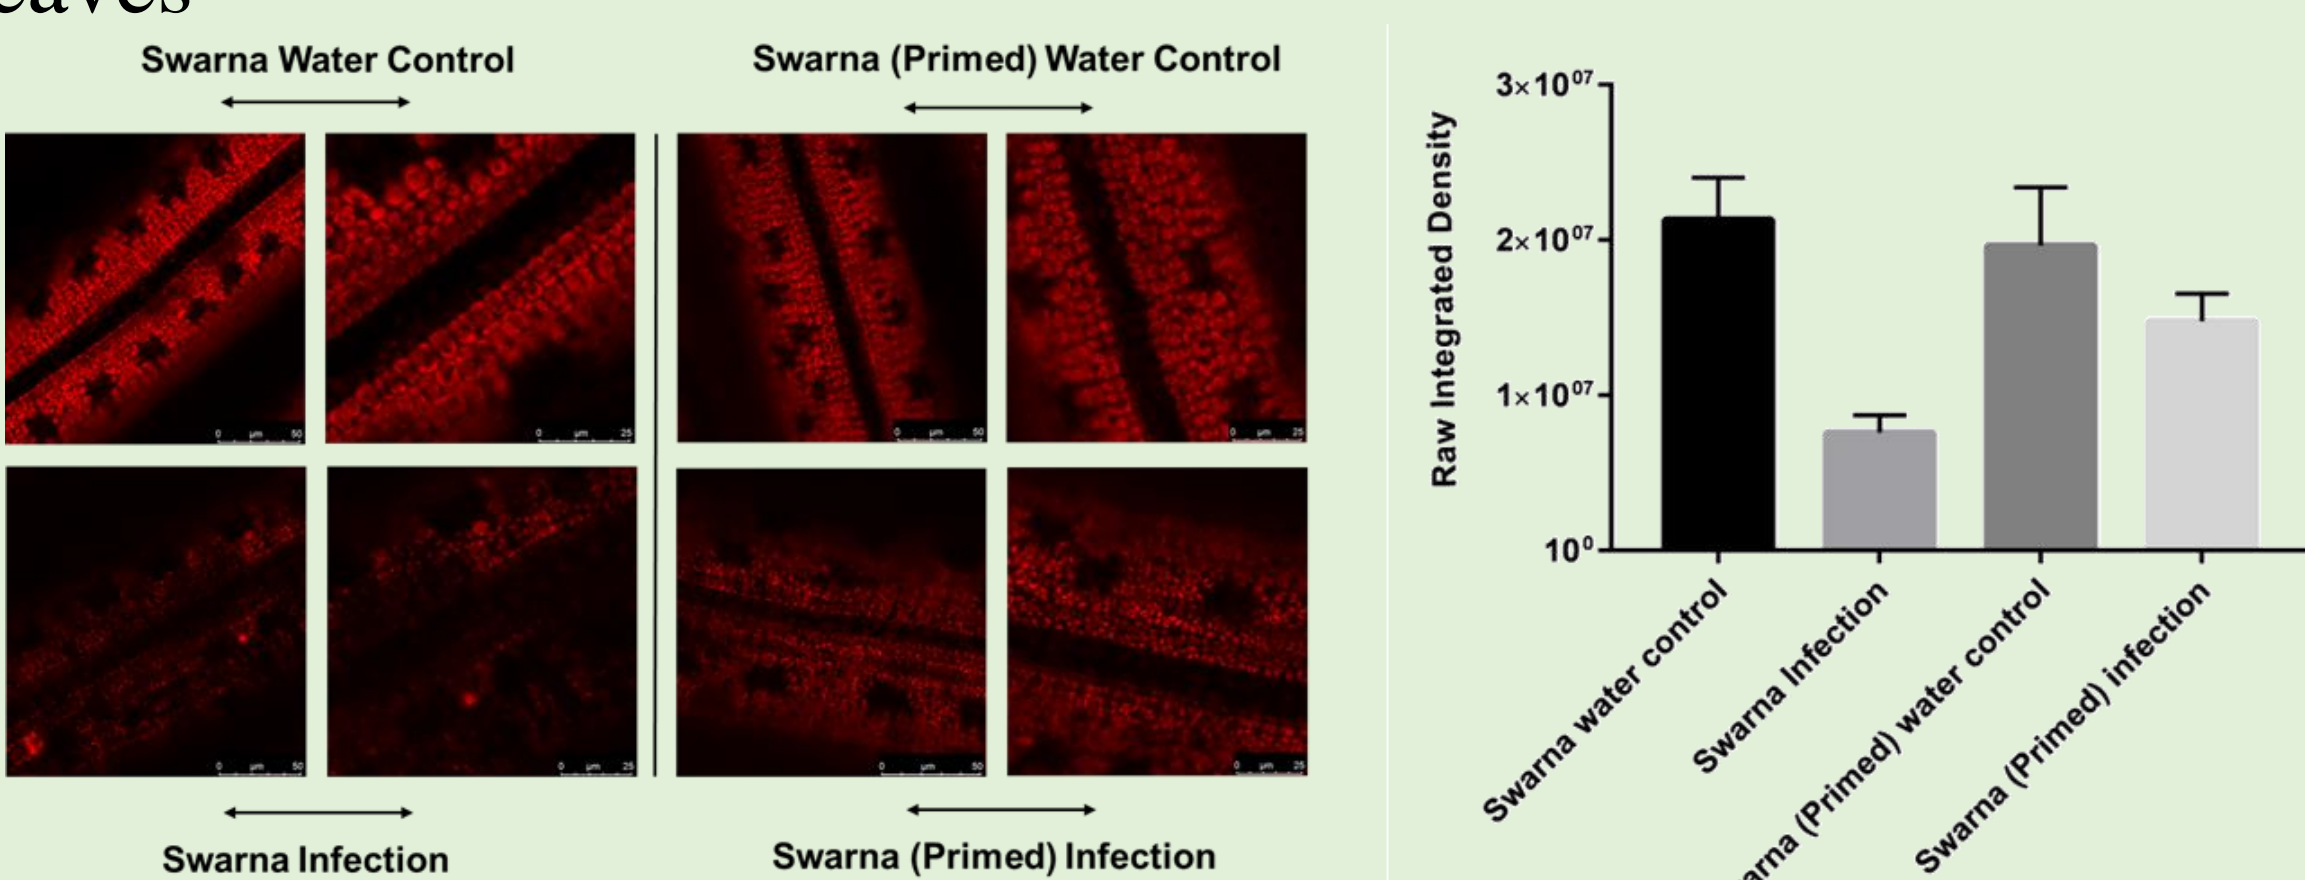 eaves
Swarna Water Control
Swarna (Primed) Water Control
0 µm 50
0 µm 25
0 µm 50
0 µm 25
0 µm 50
0 µm 25
0 µm 50
0 µm 25
Swarna Infection
Swarna (Primed) Infection
Raw Integrated Density
3×10⁰⁷
2×10⁰⁷
1×10⁰⁷
10⁰
Swarna water control
Swarna Infection
arna (Primed) water control
Swarna (Primed) infection